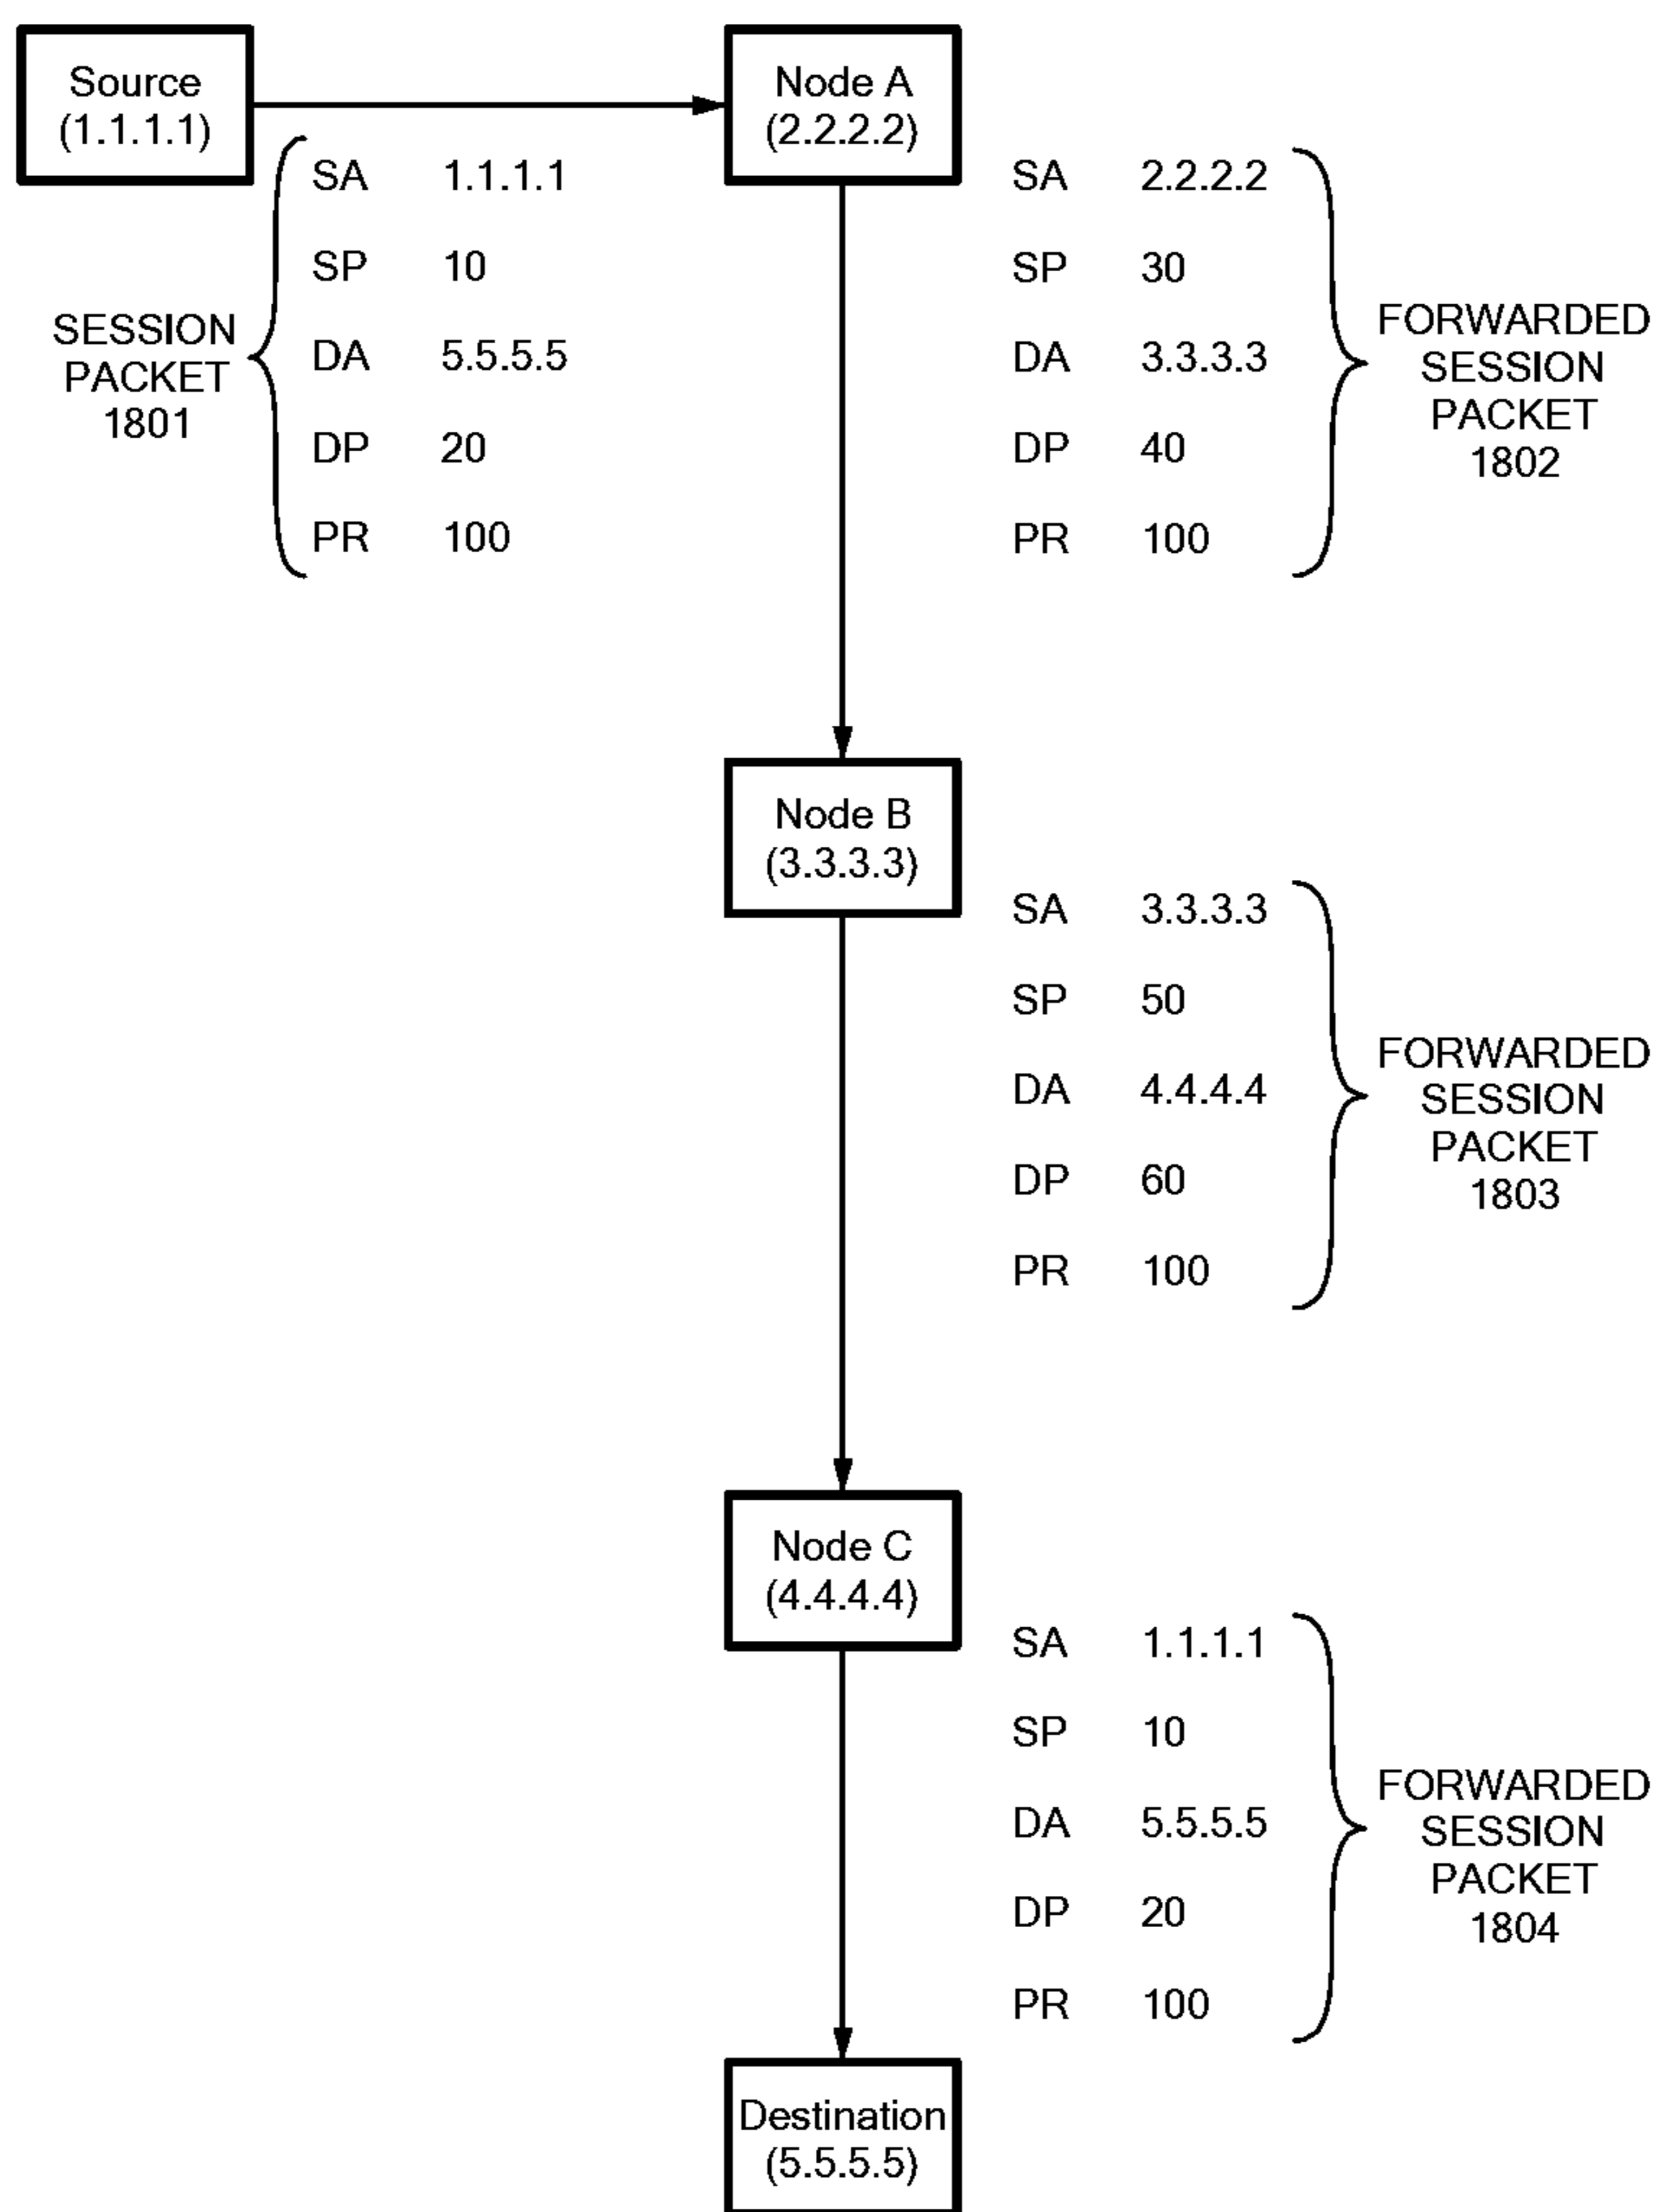 Source
(1.1.1.1)
Node A
(2.2.2.2)
SESSION
PACKET
1801
SA 1.1.1.1
SP 10
DA 5.5.5.5
DP 20
PR 100
SA 2.2.2.2
SP 30
DA 3.3.3.3
DP 40
PR 100
FORWARDED
SESSION
PACKET
1802
Node B
(3.3.3.3)
SA 3.3.3.3
SP 50
DA 4.4.4.4
DP 60
PR 100
FORWARDED
SESSION
PACKET
1803
Node C
(4.4.4.4)
SA 1.1.1.1
SP 10
DA 5.5.5.5
DP 20
PR 100
FORWARDED
SESSION
PACKET
1804
Destination
(5.5.5.5)